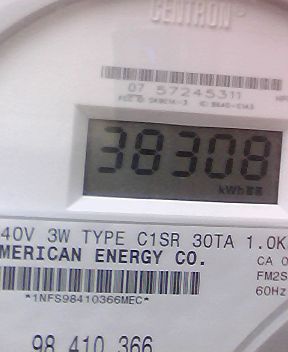 CENTRON®
07 57245311
38308
kWh
40V 3W TYPE C1SR 30TA 1.0K
MERICAN ENERGY CO.
CA 0
FM2S
*1NFS98410366MEC*
60Hz
98 410 366